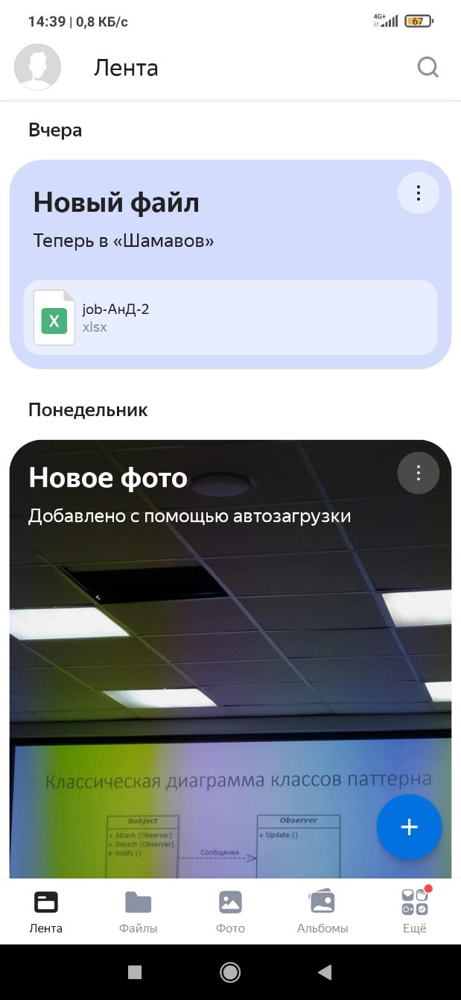 14:39 | 0,8 КБ/с
4G+
67
Лента
Вчера
Новый файл
Теперь в «Шамавов»
X
job-АнД-2
xlsx
Понедельник
Новое фото
Добавлено с помощью автозагрузки
Классическая диаграмма классов паттерна
Subject
Observer
+ Attach (Observer)
+ Detach (Observer)
# Notify ()
+ Update ()
Сообщения
Лента
Файлы
Фото
Альбомы
Ещё